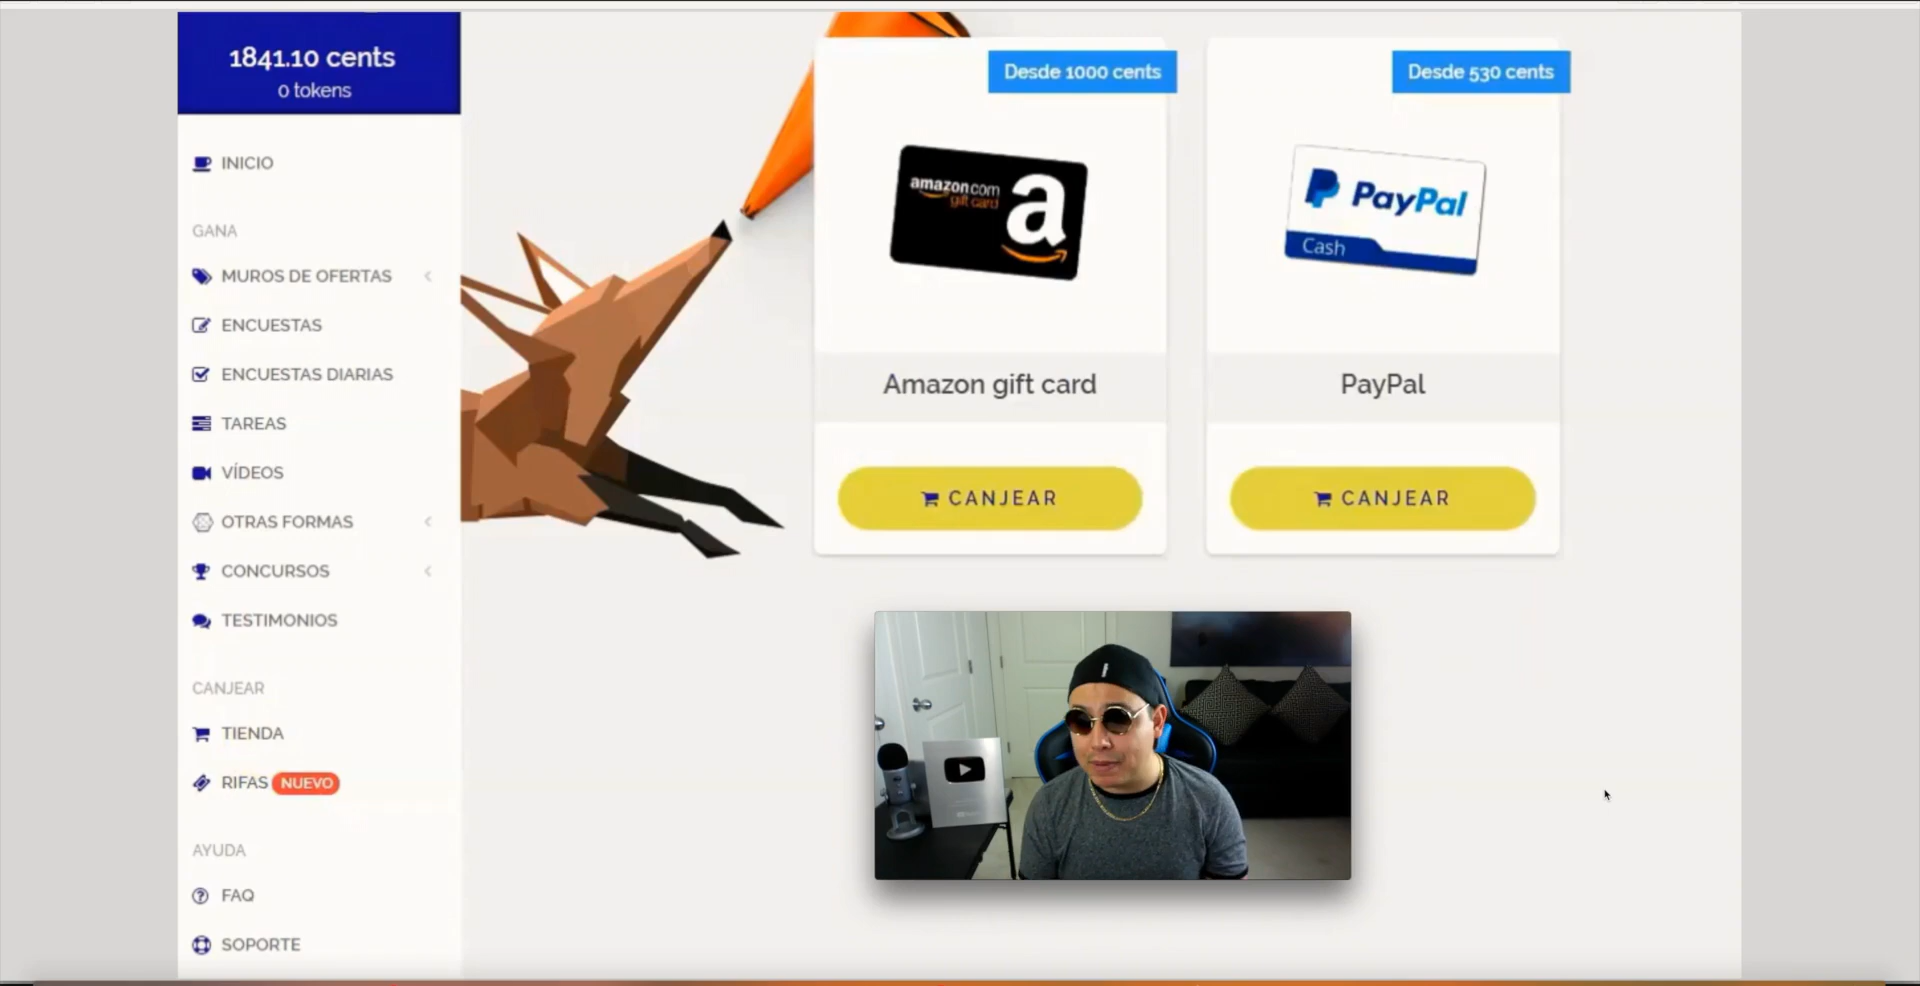 1841.10 cents
0 tokens
INICIO
GANA
MUROS DE OFERTAS
ENCUESTAS
ENCUESTAS DIARIAS
TAREAS
VÍDEOS
OTRAS FORMAS
CONCURSOS
TESTIMONIOS
CANJEAR
TIENDA
RIFAS NUEVO
AYUDA
FAQ
SOPORTE
Desde 1000 cents
amazon.com
gift card
a
Amazon gift card
CANJEAR
Desde 530 cents
PayPal
Cash
PayPal
CANJEAR